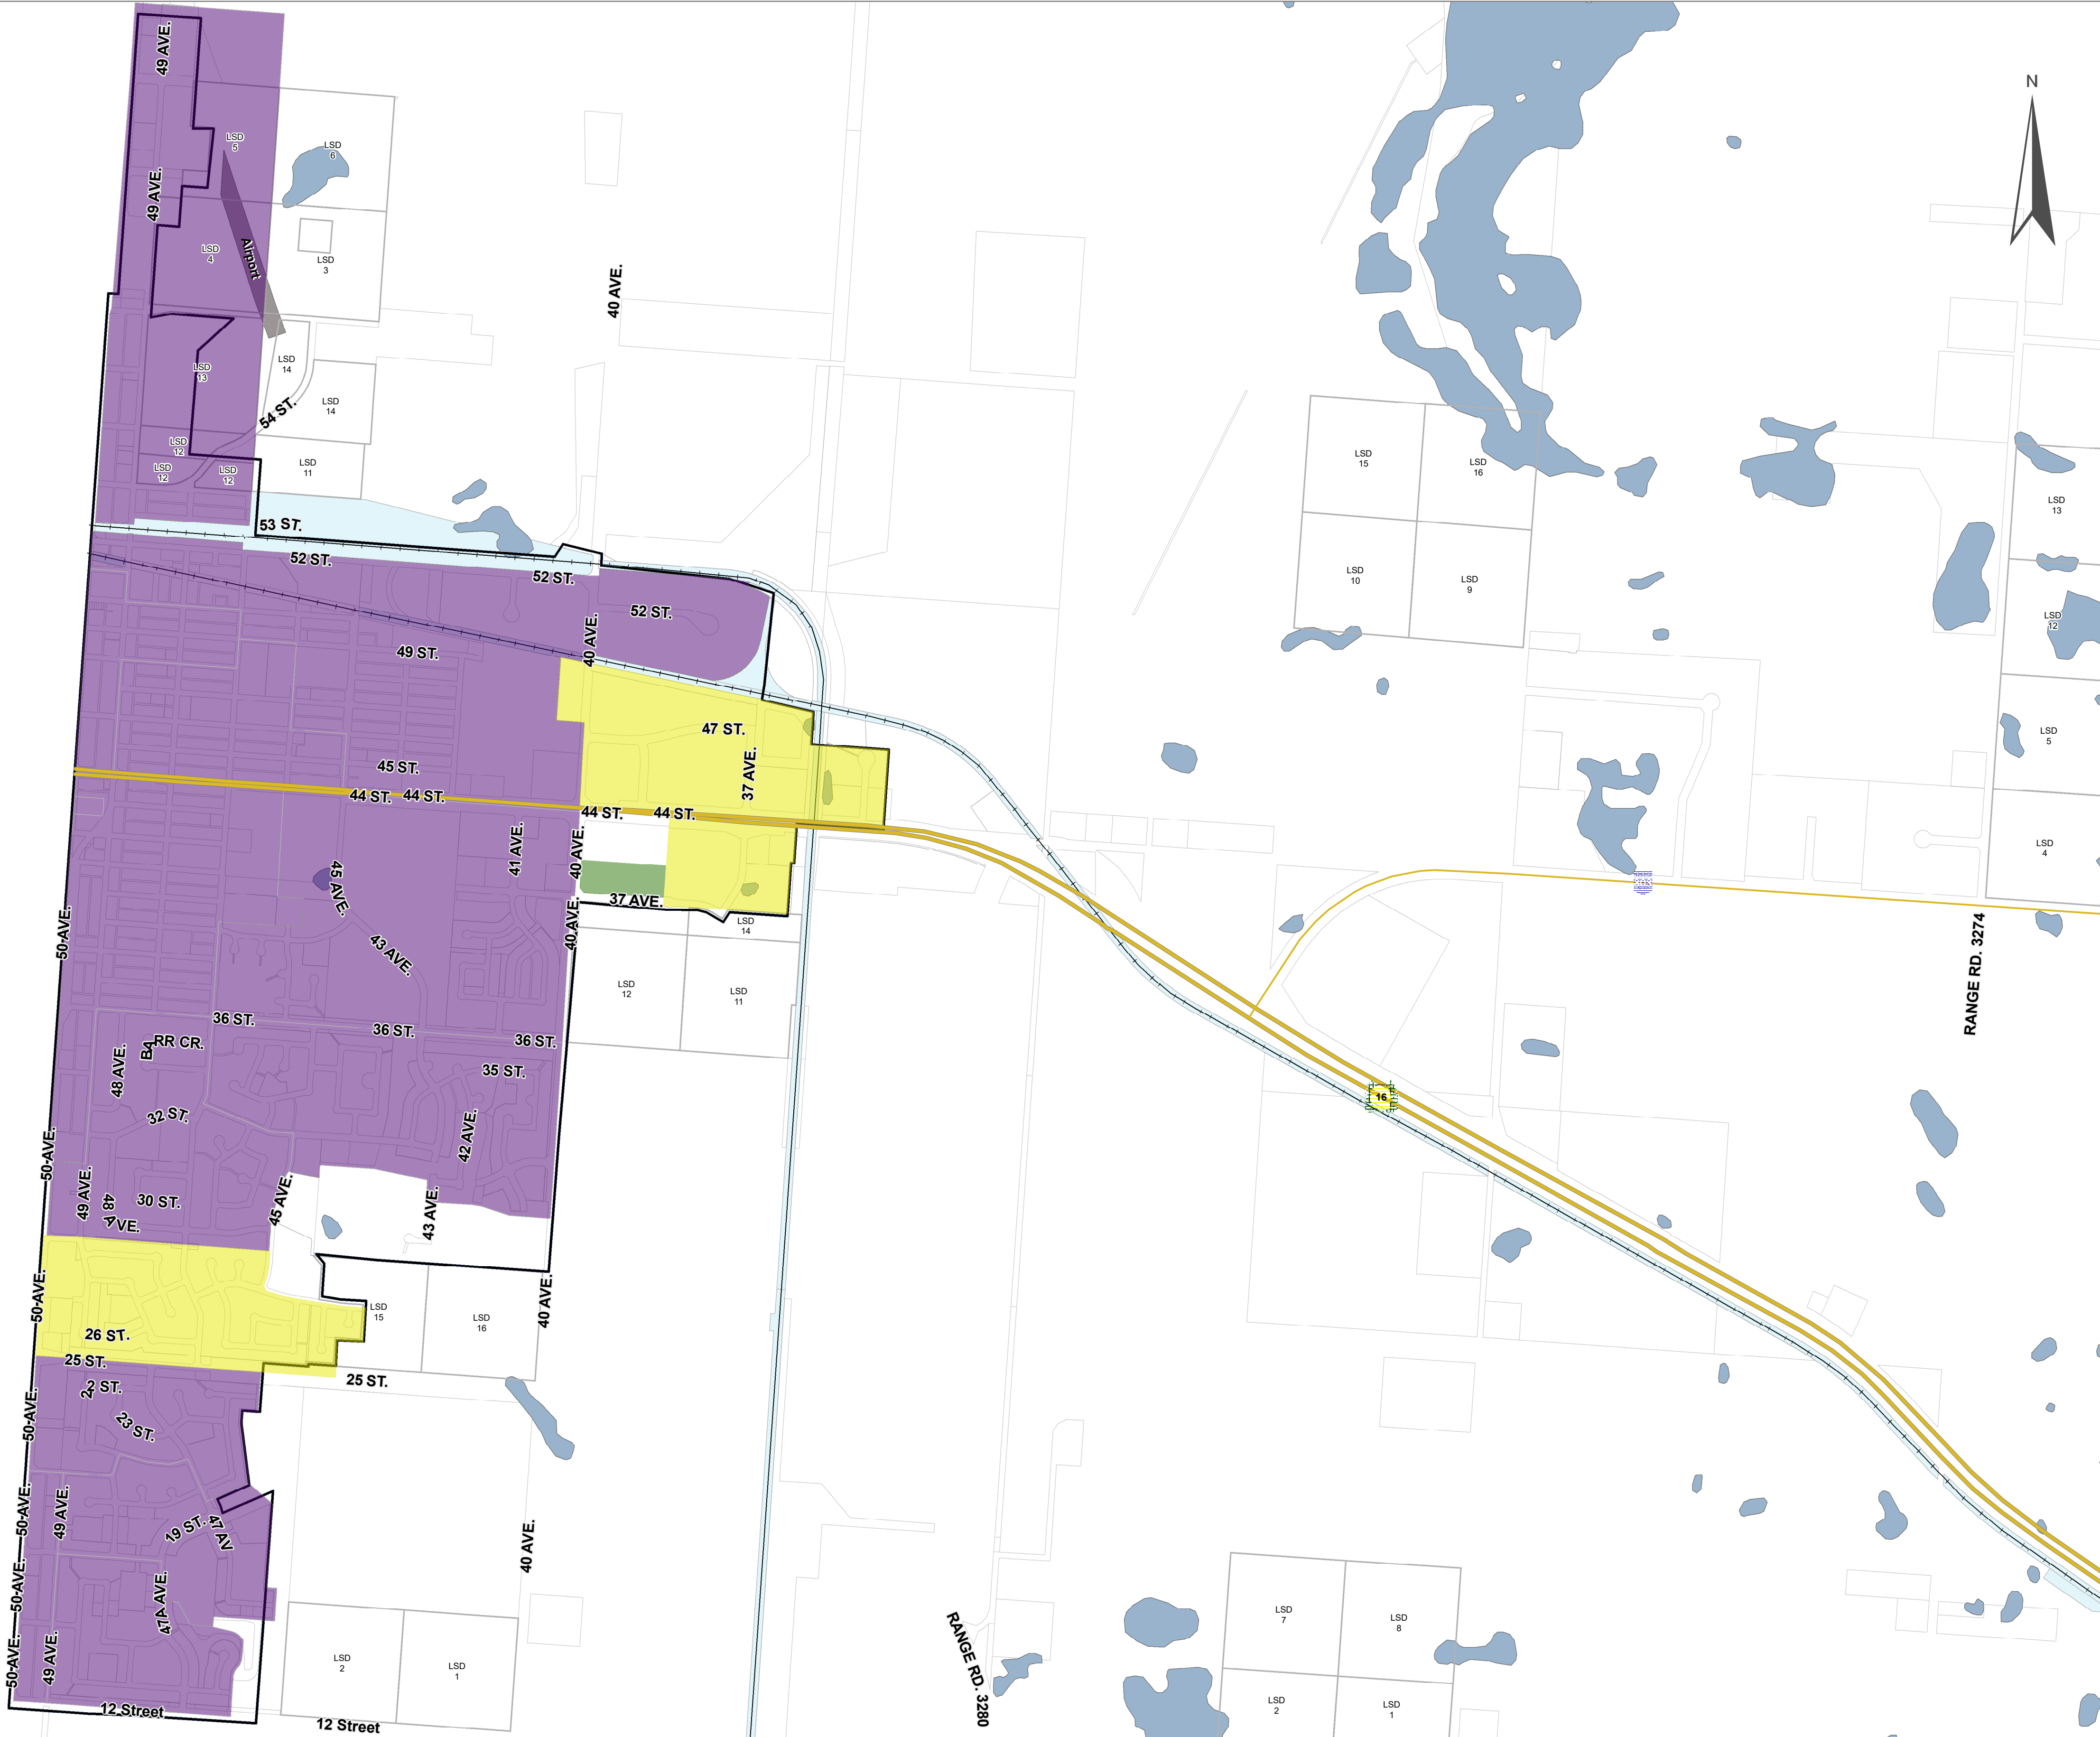 N
49 AVE.
LSD
5
LSD
6
49 AVE.
LSD
4
Airport
LSD
3
40 AVE.
LSD
13
LSD
14
54 ST.
LSD
14
LSD
12
LSD
12
LSD
12
LSD
11
LSD
15
LSD
16
LSD
13
53 ST.
52 ST.
52 ST.
52 ST.
LSD
10
LSD
9
LSD
12
40 AVE.
49 ST.
47 ST.
37 AVE.
LSD
5
45 ST.
44 ST.
44 ST.
44 ST.
44 ST.
41 AVE.
40 AVE.
LSD
4
45 AVE.
37 AVE.
50 AVE.
43 AVE.
40 AVE.
LSD
14
LSD
12
LSD
11
RANGE RD. 3274
36 ST.
36 ST.
36 ST.
BARR CR.
48 AVE.
35 ST.
16
32 ST.
42 AVE.
50 AVE.
49 AVE.
48 AVE.
30 ST.
45 AVE.
43 AVE.
50 AVE.
40 AVE.
LSD
15
LSD
16
26 ST.
25 ST.
25 ST.
22 ST.
50 AVE.
23 ST.
50 AVE.
49 AVE.
19 ST.
47 AV
40 AVE.
50 AVE.
47A AVE.
LSD
7
LSD
8
RANGE RD. 3280
50 AVE.
49 AVE.
LSD
2
LSD
1
LSD
2
LSD
1
12 Street
12 Street